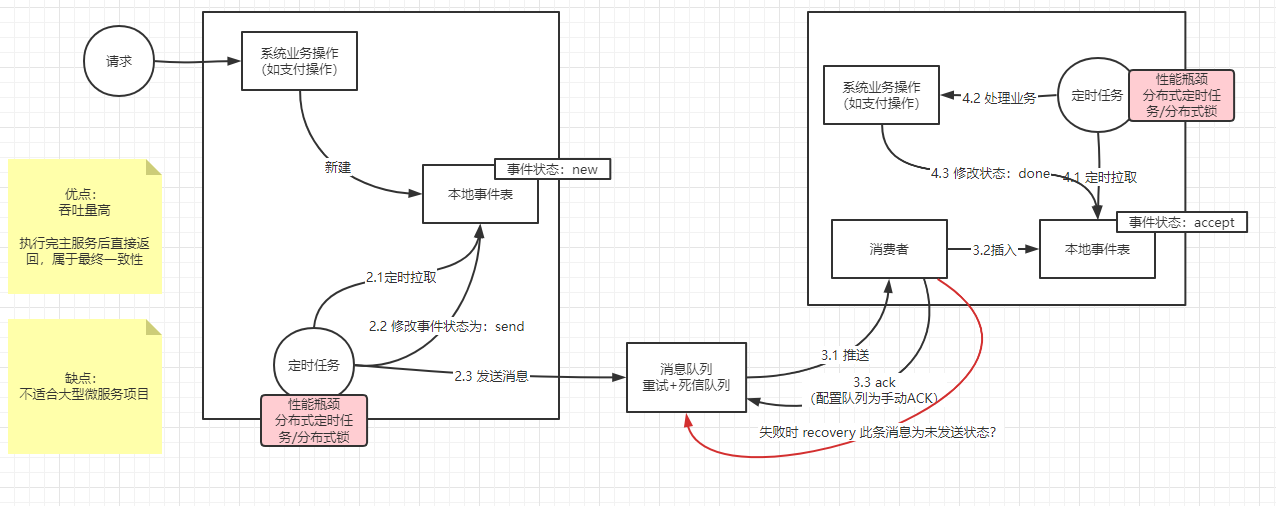 请求
系统业务操作
（如支付操作）
新建
事件状态：new
本地事件表
2.1定时拉取
2.2 修改事件状态为：send
定时任务
2.3 发送消息
性能瓶颈
分布式定时任
务/分布式锁
优点：
吞吐量高
执行完主服务后直接返
回，属于最终一致性
缺点：
不适合大型微服务项目
消息队列
重试+死信队列
3.1 推送
3.3 ack
（配置队列为手动ACK）
失败时 recovery 此条消息为未发送状态?
系统业务操作
（如支付操作）
4.2 处理业务
定时任务
性能瓶颈
分布式定时任
务/分布式锁
4.3 修改状态：done
4.1 定时拉取
事件状态：accept
消费者
3.2插入
本地事件表